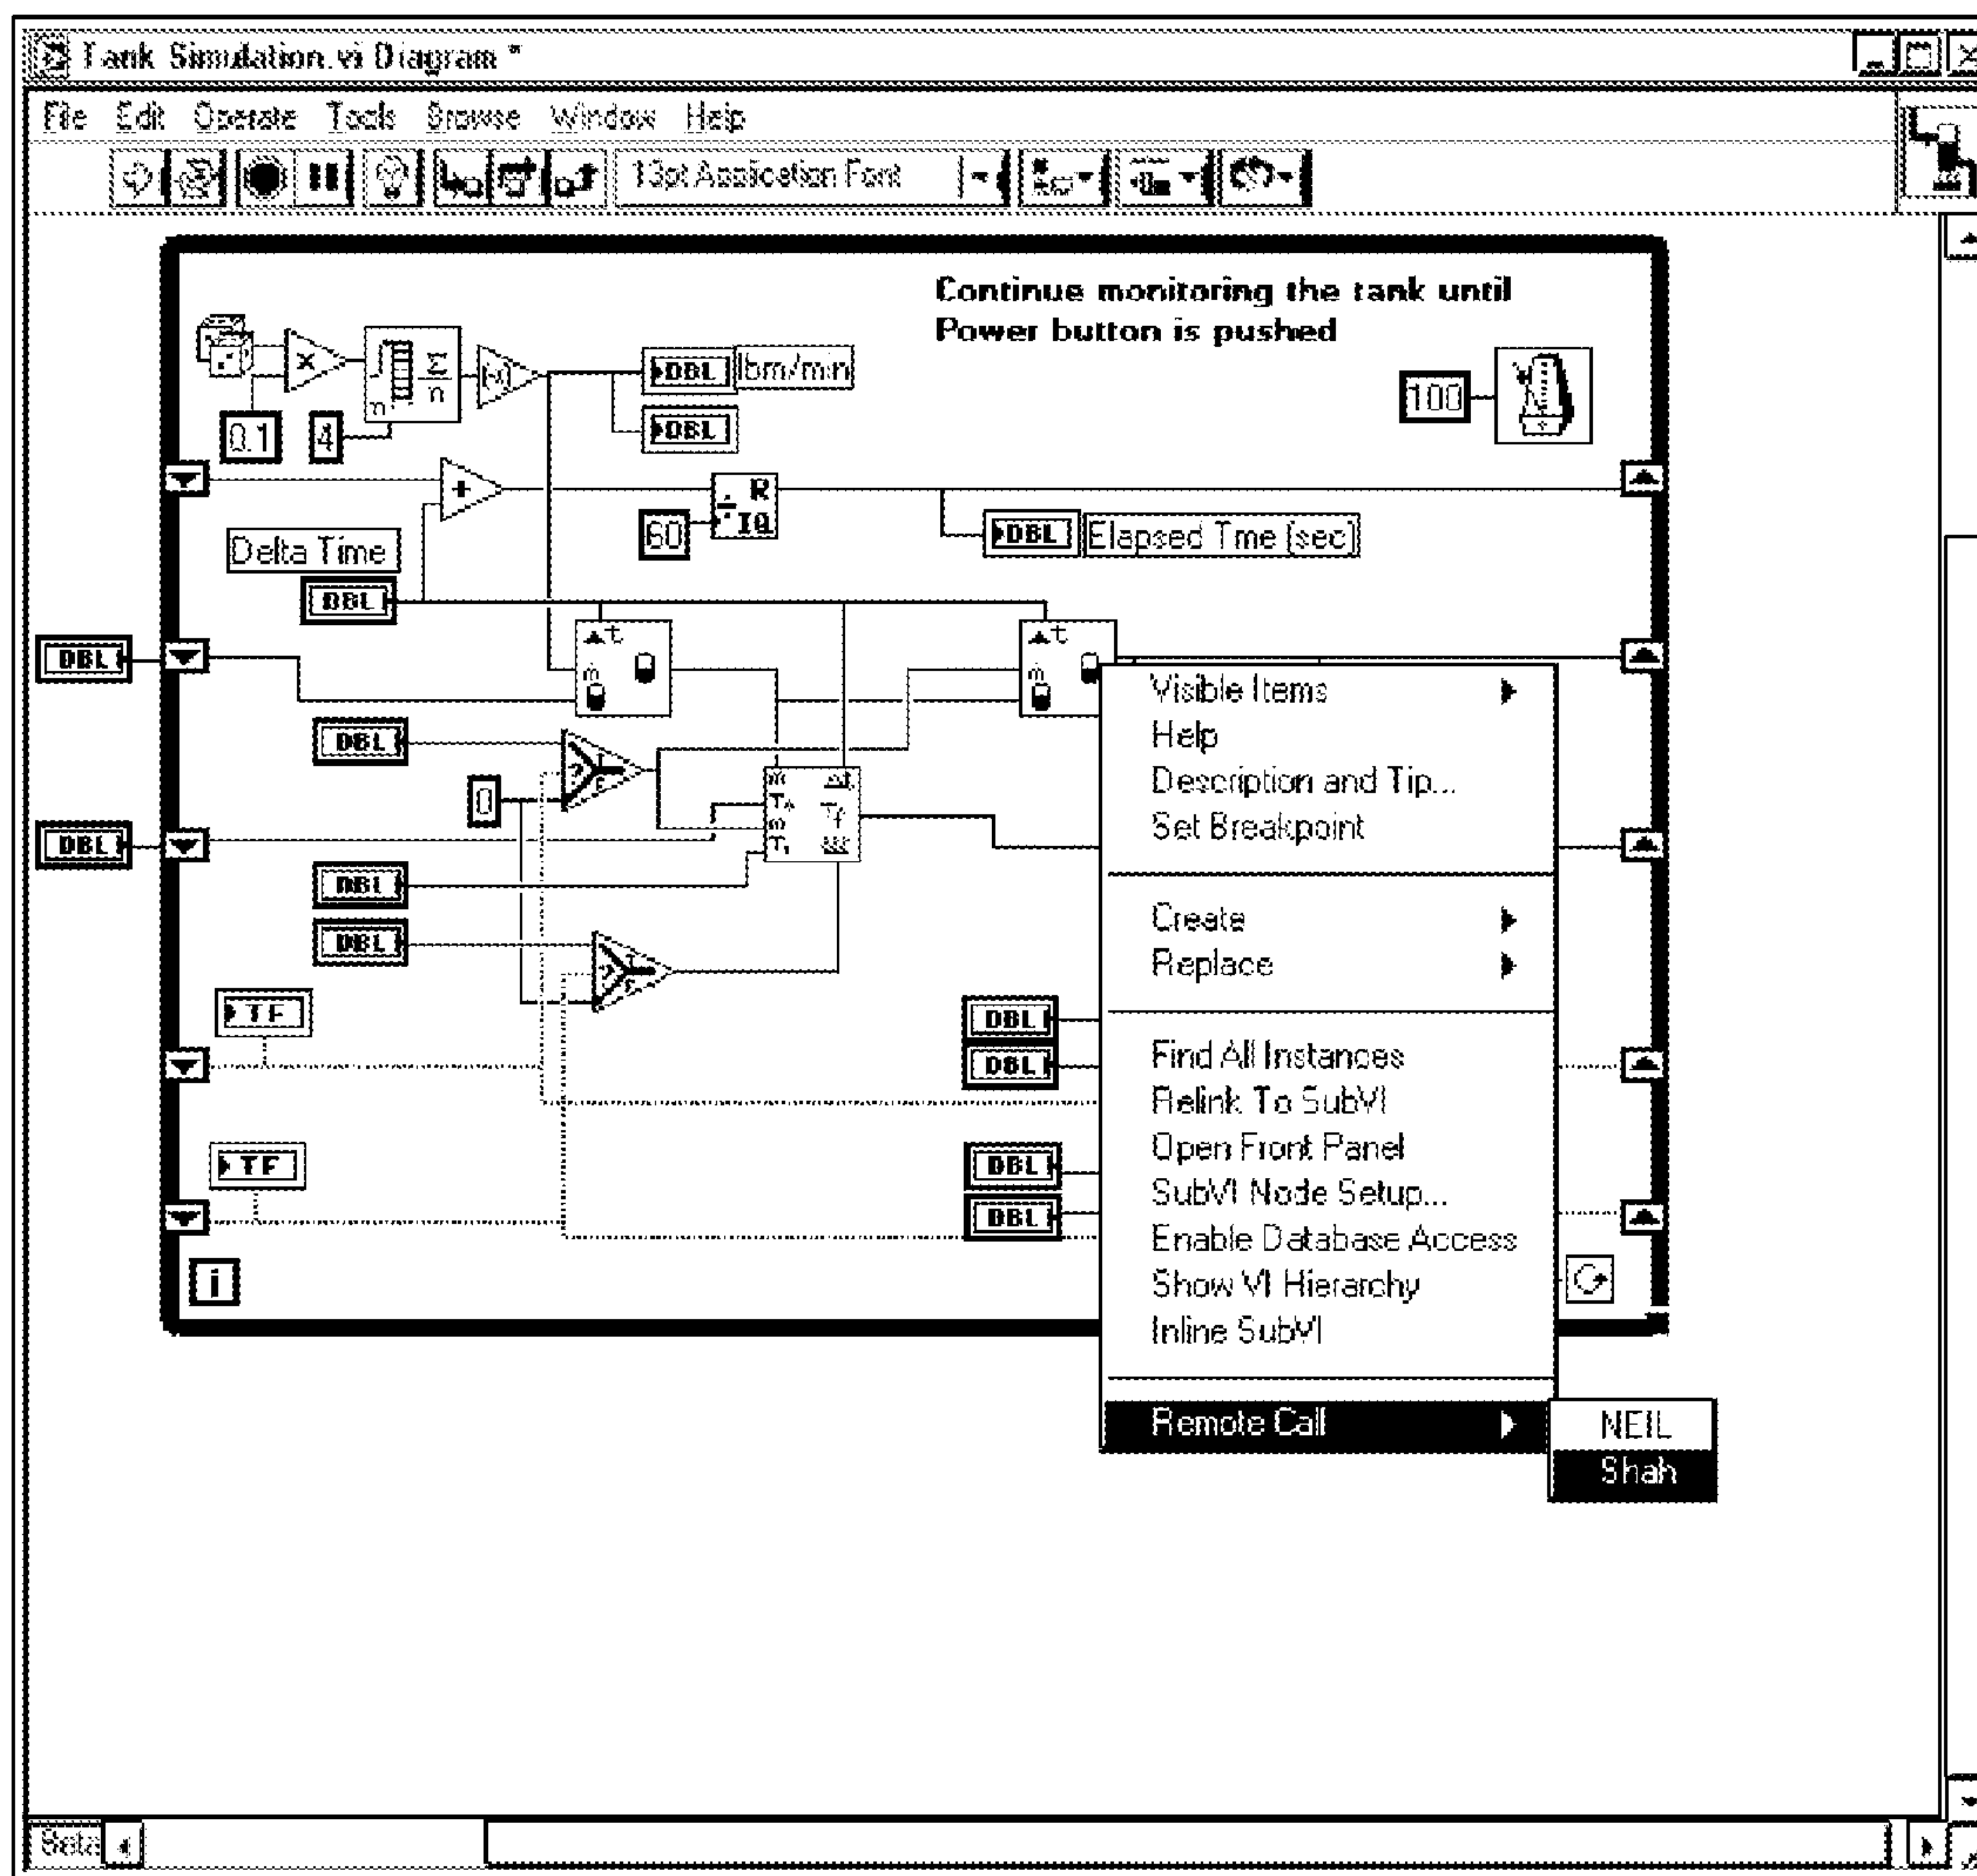 Tank Simulation.vi Diagram *
File Edit Operate Tools Browse Window Help
13pt Application Font
Continue monitoring the tank until
Power button is pushed
DBL lbm/min
DBL
100
0.1 4
Σ
n
n
×
+
R
IQ
60
DBL Elapsed Tme (sec)
Delta Time
DBL
t
t
DBL
DBL
0
DBL
DBL
DBL
TF
TF
DBL
DBL
DBL
DBL
i
Visible Items
Help
Description and Tip...
Set Breakpoint
Create
Replace
Find All Instances
Relink To SubVI
Open Front Panel
SubVI Node Setup...
Enable Database Access
Show VI Hierarchy
Inline SubVI
Remote Call NEIL
Shah
Beta